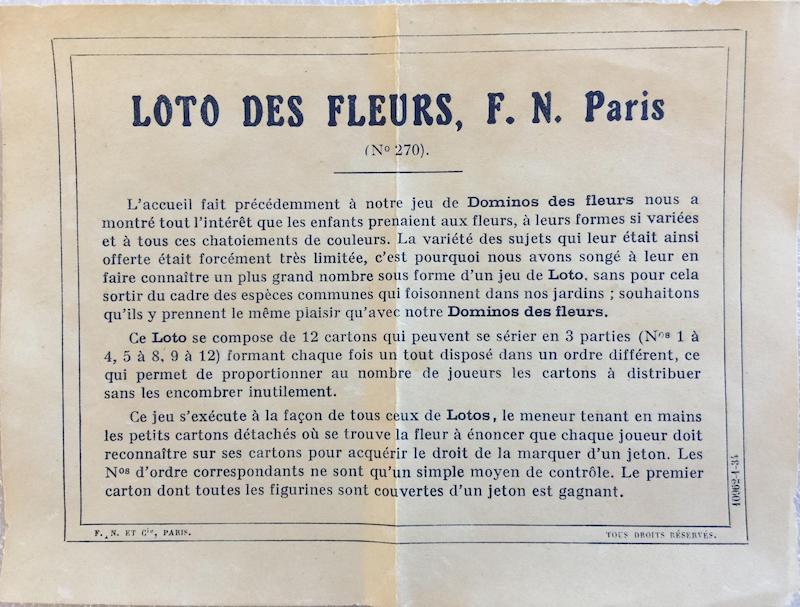 LOTO DES FLEURS, F. N. Paris
(Nº 270).
L'accueil fait précédemment à notre jeu de Dominos des fleurs nous a
montré tout l'intérêt que les enfants prenaient aux fleurs, à leurs formes si variées
et à tous ces chatoiements de couleurs. La variété des sujets qui leur était ainsi
offerte était forcément très limitée, c'est pourquoi nous avons songé à leur en
faire connaître un plus grand nombre sous forme d'un jeu de Loto. sans pour cela
sortir du cadre des espèces communes qui foisonnent dans nos jardins ; souhaitons
qu'ils y prennent le même plaisir qu'avec notre Dominos des fleurs.
Ce Loto se compose de 12 cartons qui peuvent se sérier en 3 parties (Nos 1 à
4, 5 à 8, 9 à 12) formant chaque fois un tout disposé dans un ordre différent, ce
qui permet de proportionner au nombre de joueurs les cartons à distribuer
sans les encombrer inutilement.
Ce jeu s'exécute à la façon de tous ceux de Lotos, le meneur tenant en mains
les petits cartons détachés où se trouve la fleur à énoncer que chaque joueur doit
reconnaître sur ses cartons pour acquérir le droit de la marquer d'un jeton. Les
Nos d'ordre correspondants ne sont qu'un simple moyen de contrôle. Le premier
carton dont toutes les figurines sont couvertes d'un jeton est gagnant.
10962-1-34
F. N. ET Cie, PARIS.
TOUS DROITS RÉSERVÉS.